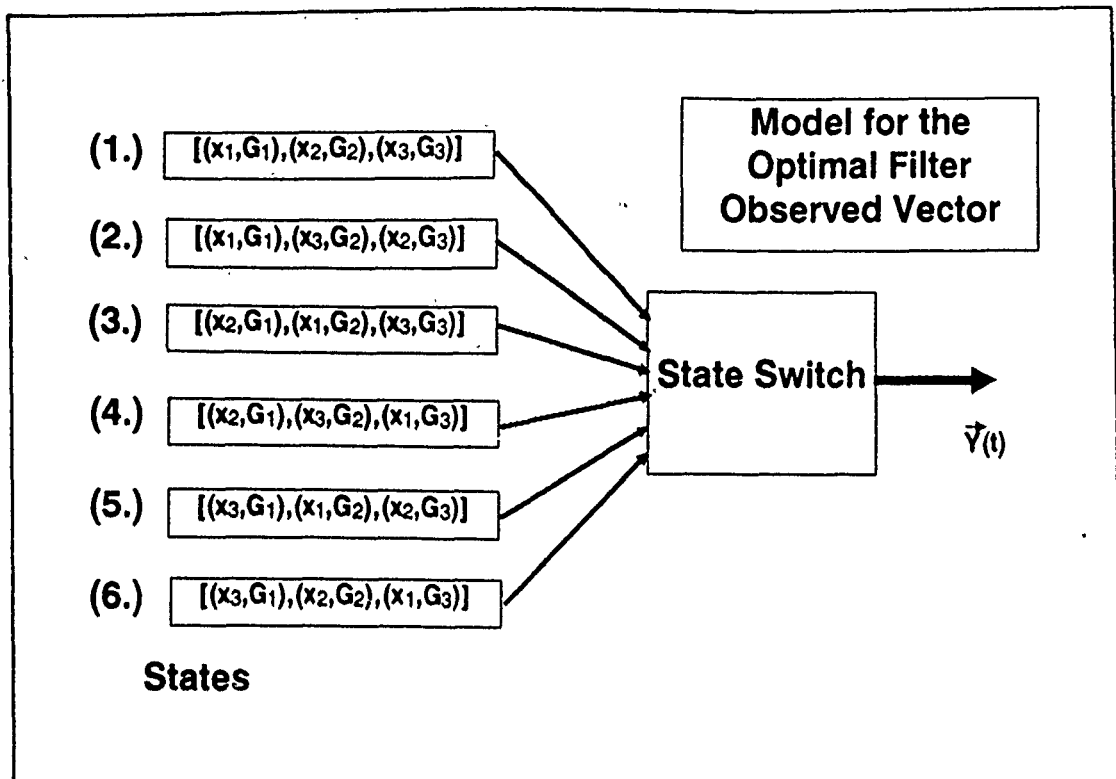 Model for the
Optimal Filter
Observed Vector
(1.) [(x₁,G₁),(x₂,G₂),(x₃,G₃)]
(2.) [(x₁,G₁),(x₃,G₂),(x₂,G₃)]
(3.) [(x₂,G₁),(x₁,G₂),(x₃,G₃)]
(4.) [(x₂,G₁),(x₃,G₂),(x₁,G₃)]
(5.) [(x₃,G₁),(x₁,G₂),(x₂,G₃)]
(6.) [(x₃,G₁),(x₂,G₂),(x₁,G₃)]
States
State Switch
Y⃗(t)